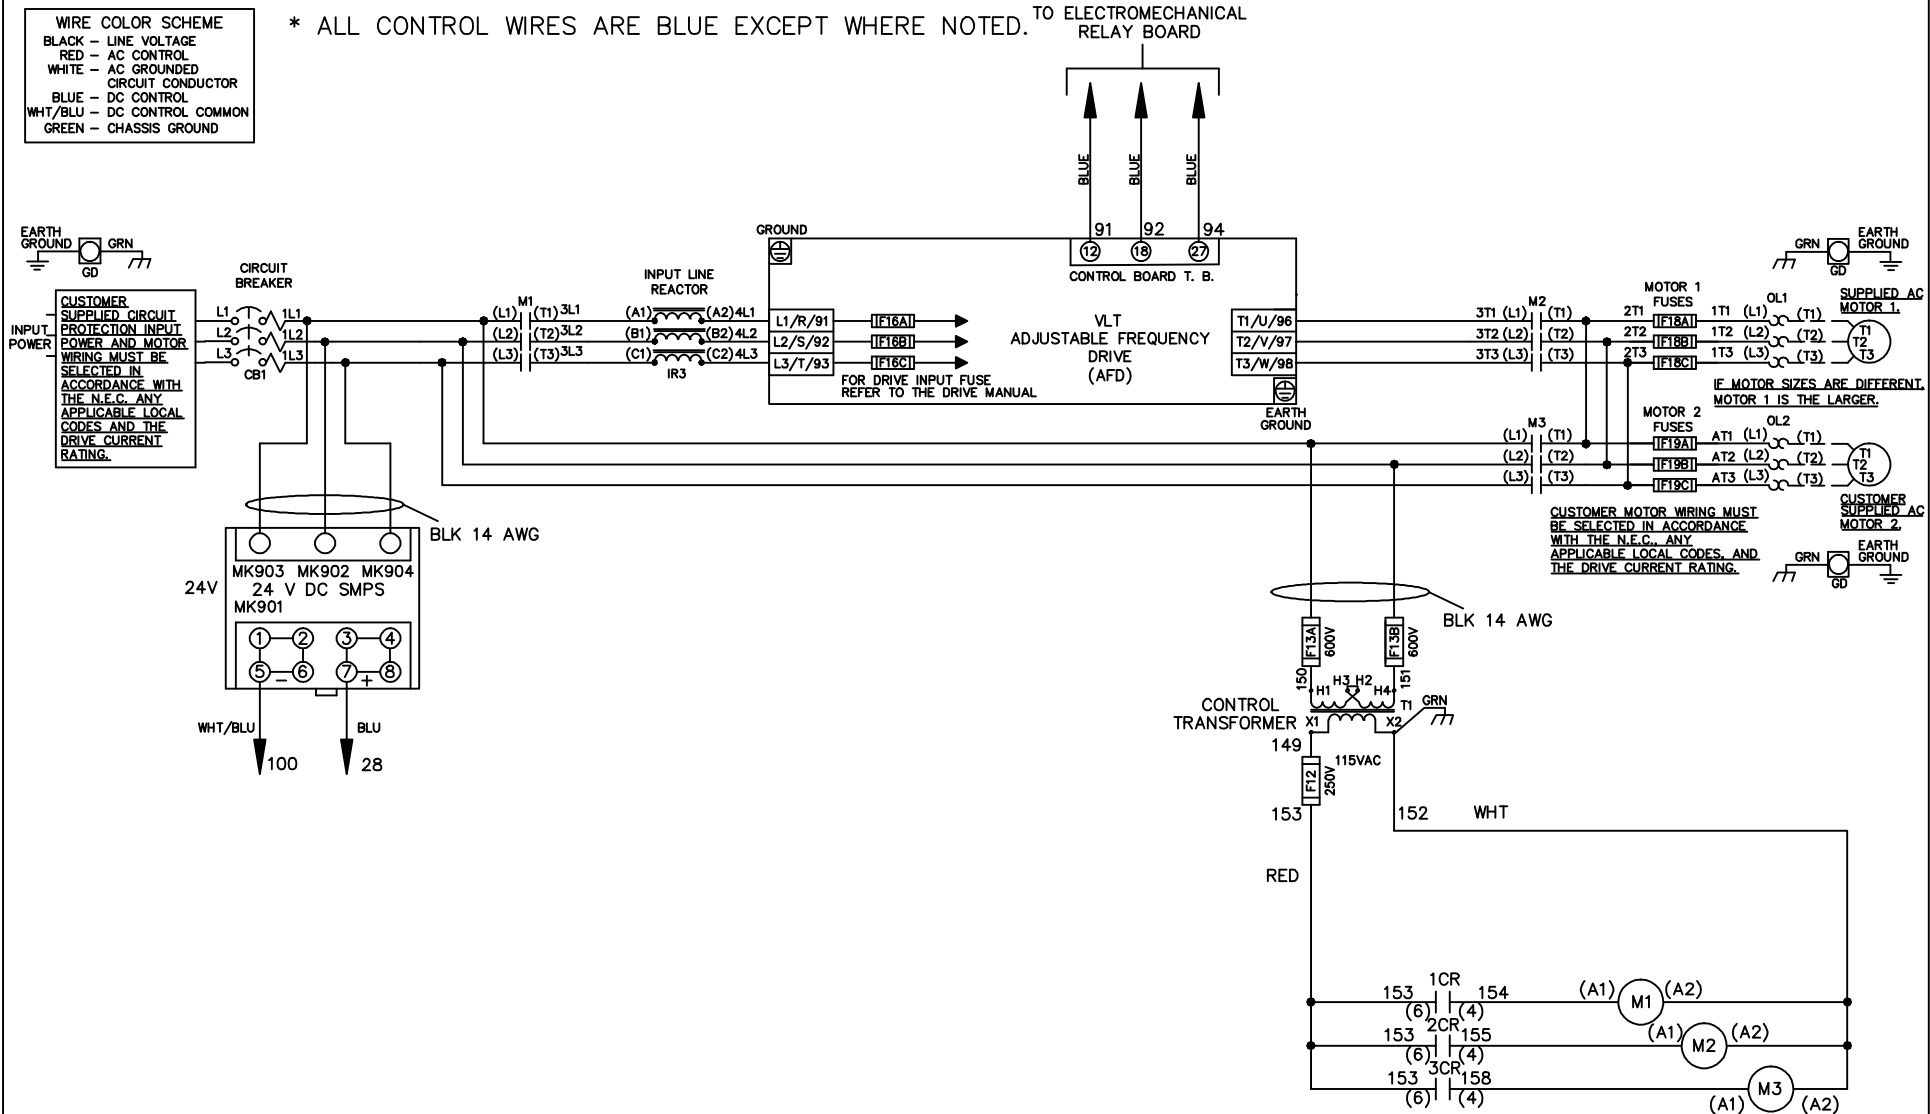 WIRE COLOR SCHEME
BLACK – LINE VOLTAGE
RED – AC CONTROL
WHITE – AC GROUNDED
CIRCUIT CONDUCTOR
BLUE – DC CONTROL
WHT/BLU – DC CONTROL COMMON
GREEN – CHASSIS GROUND
* ALL CONTROL WIRES ARE BLUE EXCEPT WHERE NOTED.
TO ELECTROMECHANICAL
RELAY BOARD
BLUE BLUE BLUE
91 92 94
12 18 27
CONTROL BOARD T. B.
EARTH
GROUND
GRN
GD
INPUT
POWER
CUSTOMER
SUPPLIED CIRCUIT
PROTECTION INPUT
POWER AND MOTOR
WIRING MUST BE
SELECTED IN
ACCORDANCE WITH
THE N.E.C. ANY
APPLICABLE LOCAL
CODES AND THE
DRIVE CURRENT
RATING.
CIRCUIT
BREAKER
L1 1L1
L2 1L2
L3 1L3
CB1
M1
(L1) (T1) 3L1
(L2) (T2) 3L2
(L3) (T3) 3L3
INPUT LINE
REACTOR
(A1) (A2) 4L1
(B1) (B2) 4L2
(C1) (C2) 4L3
IR3
GROUND
L1/R/91 F16A
L2/S/92 F16B
L3/T/93 F16C
FOR DRIVE INPUT FUSE
REFER TO THE DRIVE MANUAL
VLT
ADJUSTABLE FREQUENCY
DRIVE
(AFD)
T1/U/96
T2/V/97
T3/W/98
EARTH
GROUND
M2
3T1 (L1) (T1)
3T2 (L2) (T2)
3T3 (L3) (T3)
MOTOR 1
FUSES
2T1 F18A 1T1 (L1) (T1)
2T2 F18B 1T2 (L2) (T2)
2T3 F18C 1T3 (L3) (T3)
OL1
GRN
GD
EARTH
GROUND
SUPPLIED AC
MOTOR 1.
T1
T2
T3
IF MOTOR SIZES ARE DIFFERENT,
MOTOR 1 IS THE LARGER.
M3
(L1) (T1)
(L2) (T2)
(L3) (T3)
MOTOR 2
FUSES
F19A AT1 (L1) (T1)
F19B AT2 (L2) (T2)
F19C AT3 (L3) (T3)
OL2
T1
T2
T3
CUSTOMER
SUPPLIED AC
MOTOR 2.
CUSTOMER MOTOR WIRING MUST
BE SELECTED IN ACCORDANCE
WITH THE N.E.C., ANY
APPLICABLE LOCAL CODES, AND
THE DRIVE CURRENT RATING.
GRN
GD
EARTH
GROUND
BLK 14 AWG
MK903 MK902 MK904
24V
24 V DC SMPS
MK901
1 2 3 4
5 6 7 8
– +
WHT/BLU BLU
100 28
BLK 14 AWG
F13A
600V
F13B
600V
150 151
H1 H3 H2 H4
T1
GRN
CONTROL
TRANSFORMER
X1 X2
149
115VAC
F12
250V
153 152 WHT
RED
1CR
153 154 (A1) M1 (A2)
(6) (4)
2CR
153 155 (A1) M2 (A2)
(6) (4)
3CR
153 158 M3
(6) (4) (A1) (A2)